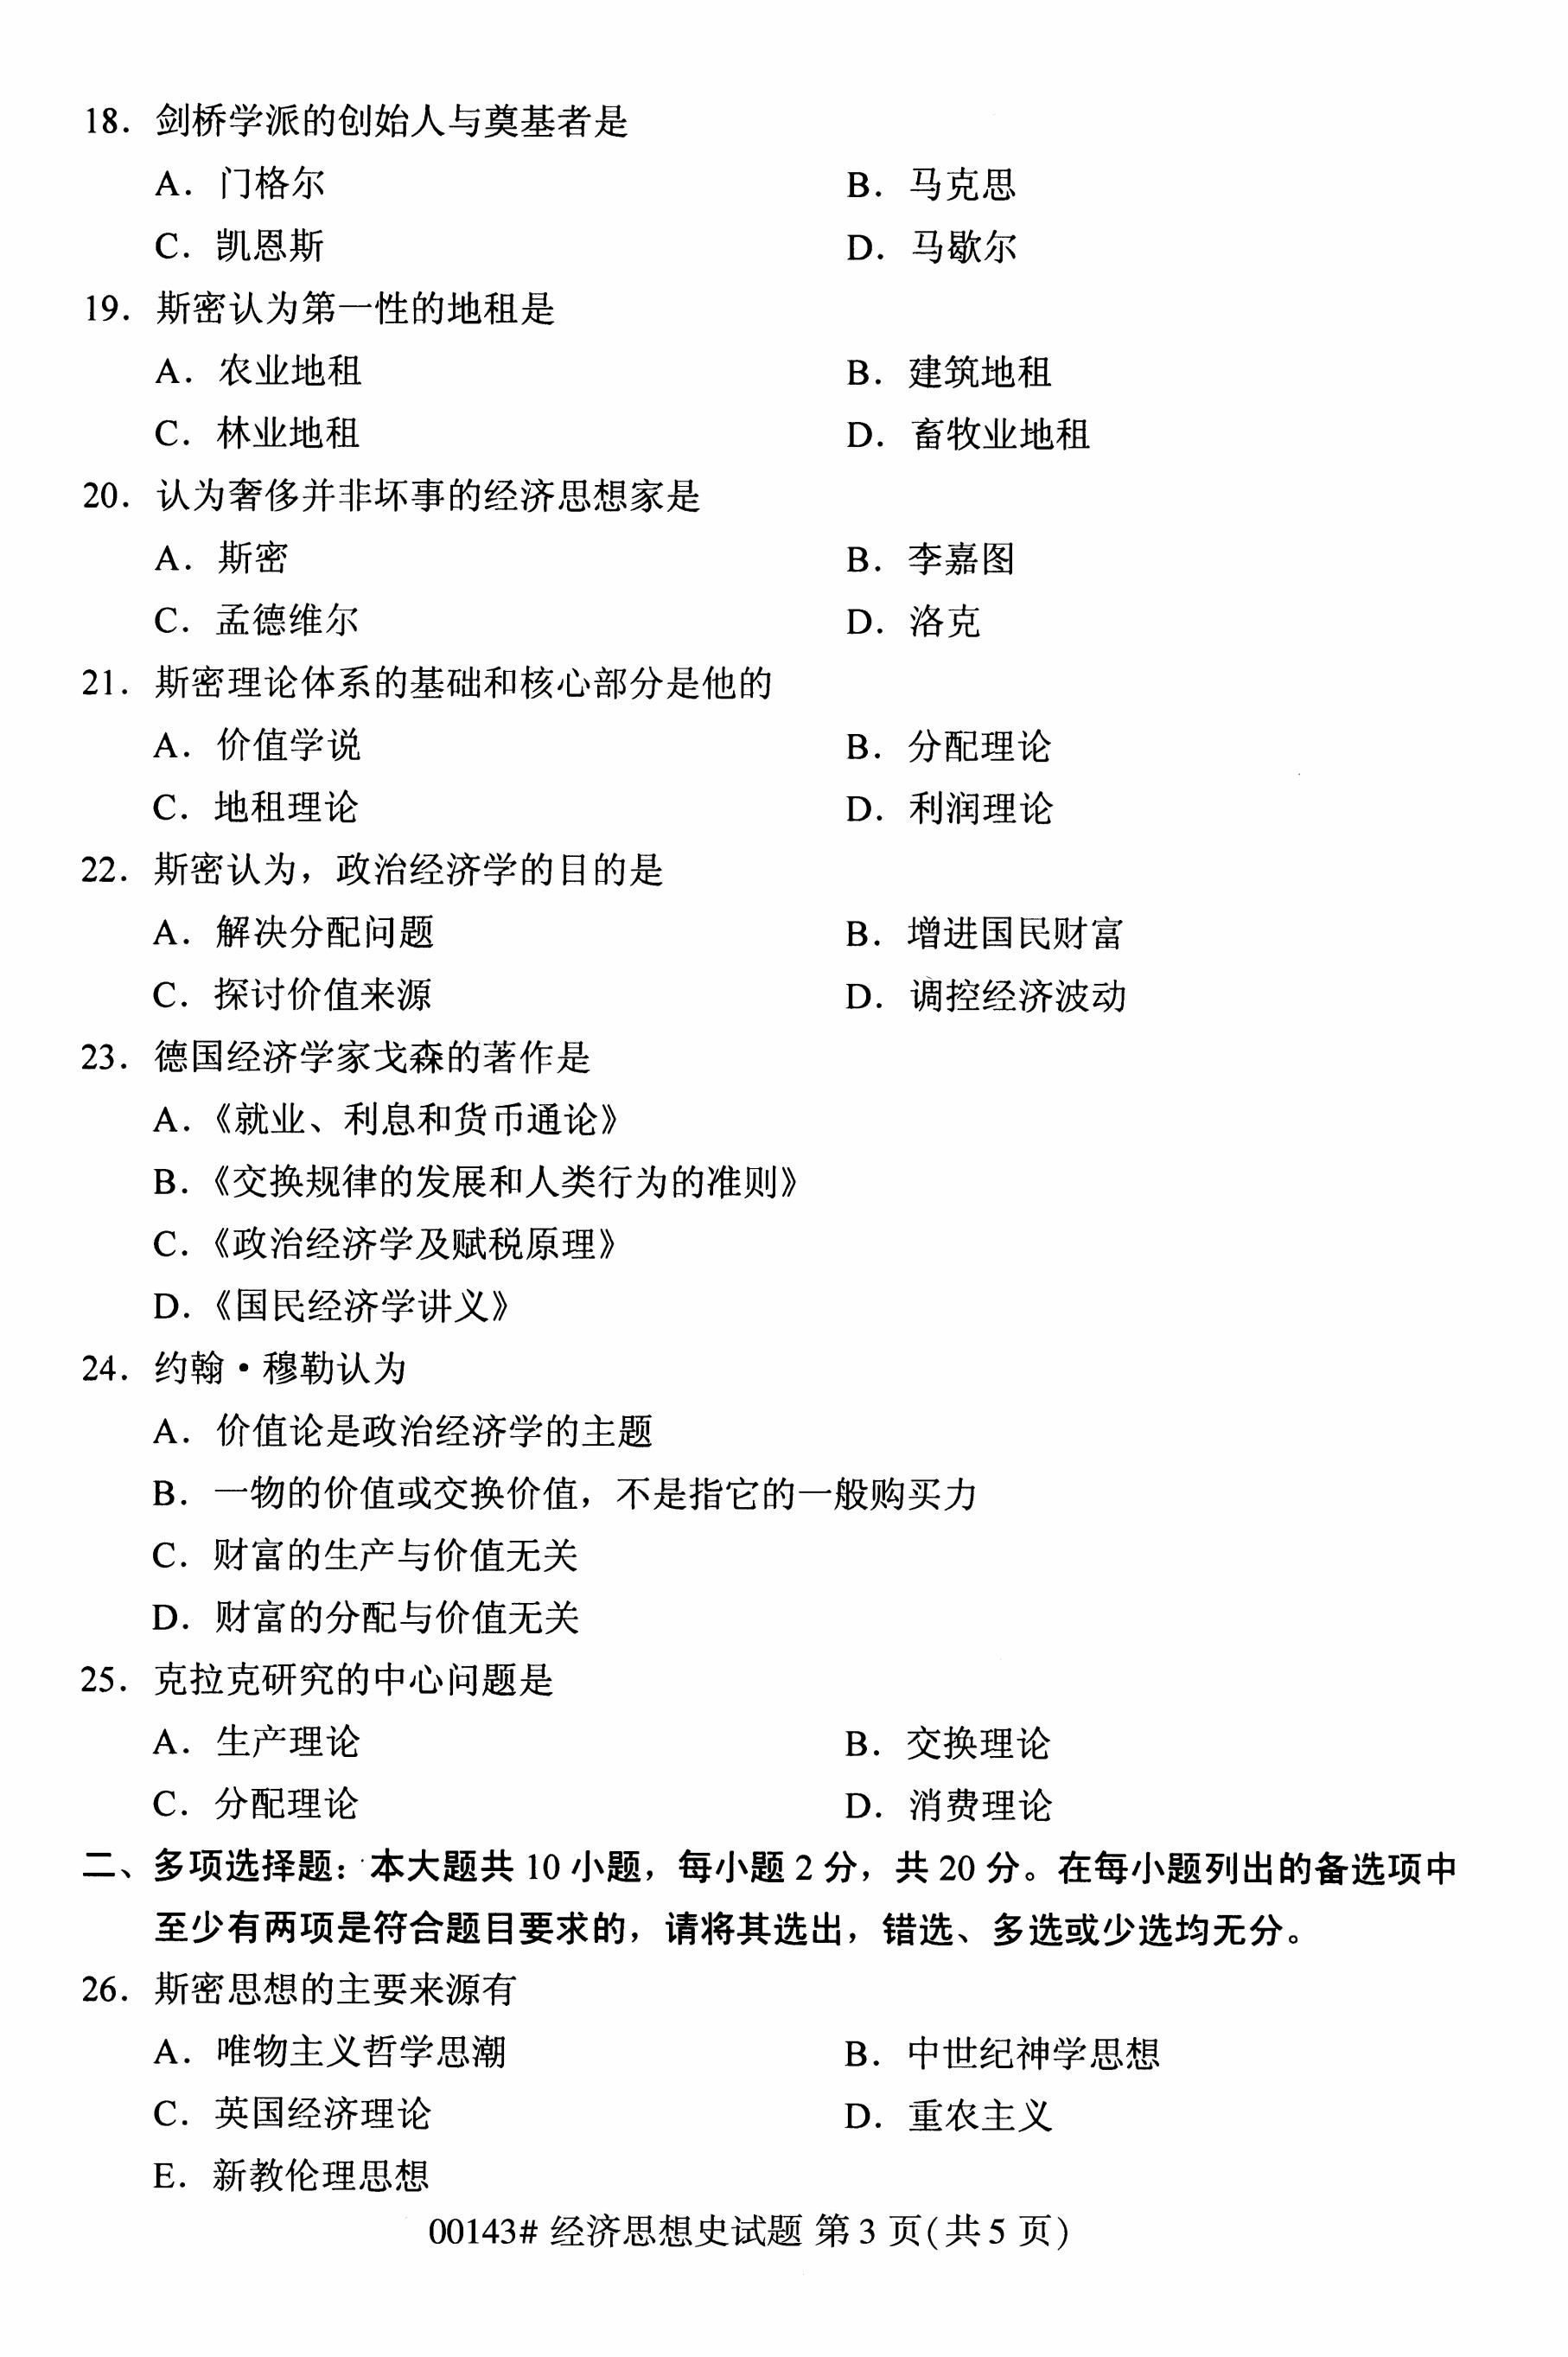 18. 剑桥学派的创始人与奠基者是
A. 门格尔 B. 马克思
C. 凯恩斯 D. 马歇尔
19. 斯密认为第一性的地租是
A. 农业地租 B. 建筑地租
C. 林业地租 D. 畜牧业地租
20. 认为奢侈并非坏事的经济思想家是
A. 斯密 B. 李嘉图
C. 孟德维尔 D. 洛克
21. 斯密理论体系的基础和核心部分是他的
A. 价值学说 B. 分配理论
C. 地租理论 D. 利润理论
22. 斯密认为，政治经济学的目的是
A. 解决分配问题 B. 增进国民财富
C. 探讨价值来源 D. 调控经济波动
23. 德国经济学家戈森的著作是
A.《就业、利息和货币通论》
B.《交换规律的发展和人类行为的准则》
C.《政治经济学及赋税原理》
D.《国民经济学讲义》
24. 约翰·穆勒认为
A. 价值论是政治经济学的主题
B. 一物的价值或交换价值，不是指它的一般购买力
C. 财富的生产与价值无关
D. 财富的分配与价值无关
25. 克拉克研究的中心问题是
A. 生产理论 B. 交换理论
C. 分配理论 D. 消费理论
二、多项选择题：本大题共 10 小题，每小题 2 分，共 20 分。在每小题列出的备选项中
至少有两项是符合题目要求的，请将其选出，错选、多选或少选均无分。
26. 斯密思想的主要来源有
A. 唯物主义哲学思潮 B. 中世纪神学思想
C. 英国经济理论 D. 重农主义
E. 新教伦理思想
00143# 经济思想史试题 第 3 页(共 5 页)